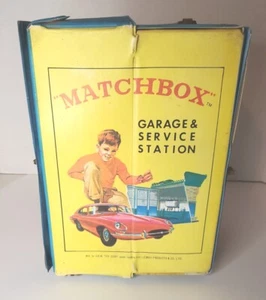 "MATCHBOX"
GARAGE &
SERVICE
STATION